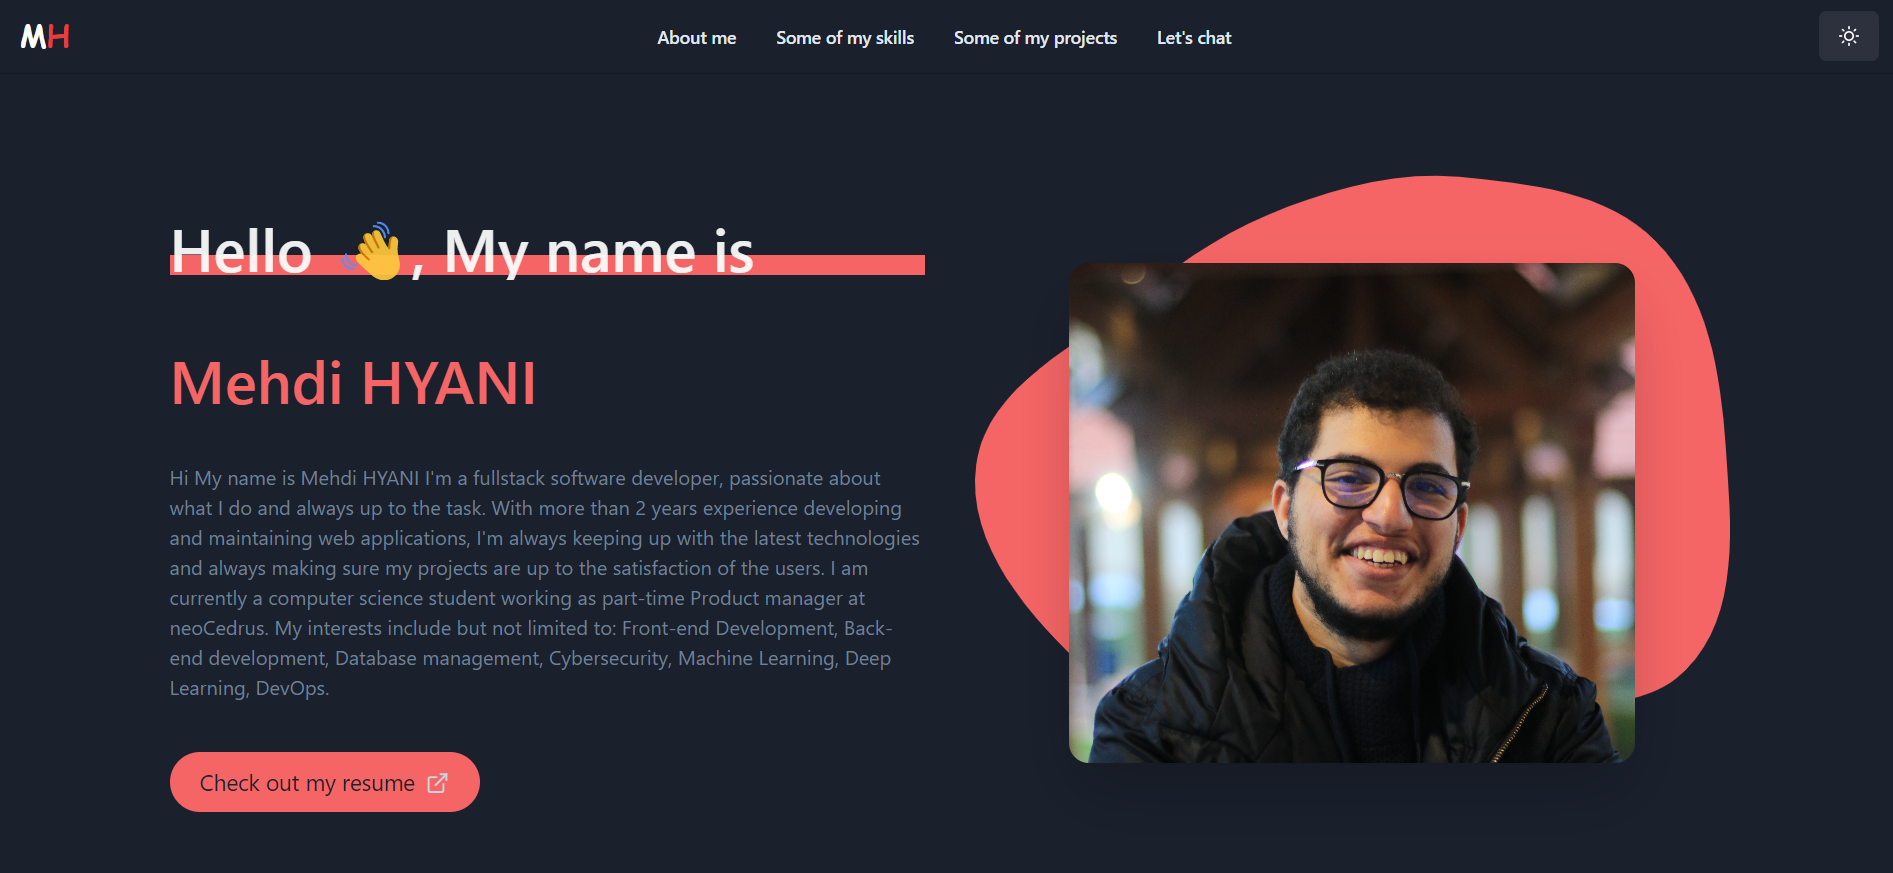 MH
About me
Some of my skills
Some of my projects
Let's chat
Hello 👋, My name is
Mehdi HYANI
Hi My name is Mehdi HYANI I'm a fullstack software developer, passionate about
what I do and always up to the task. With more than 2 years experience developing
and maintaining web applications, I'm always keeping up with the latest technologies
and always making sure my projects are up to the satisfaction of the users. I am
currently a computer science student working as part-time Product manager at
neoCedrus. My interests include but not limited to: Front-end Development, Back-
end development, Database management, Cybersecurity, Machine Learning, Deep
Learning, DevOps.
Check out my resume